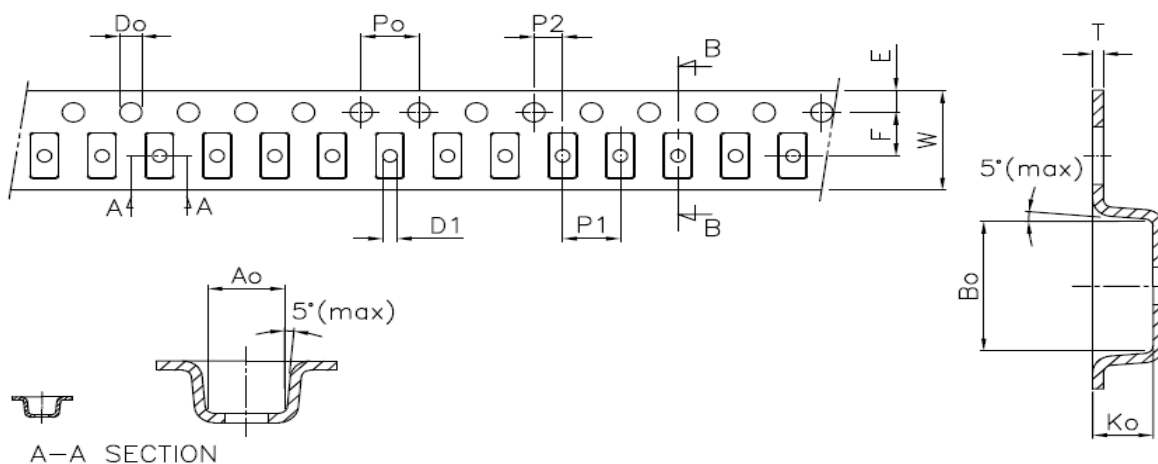 Do
Po
P2
B
T
E
F
W
A
A
D1
P1
B
5°(max)
Bo
Ao
5°(max)
Ko
A-A SECTION